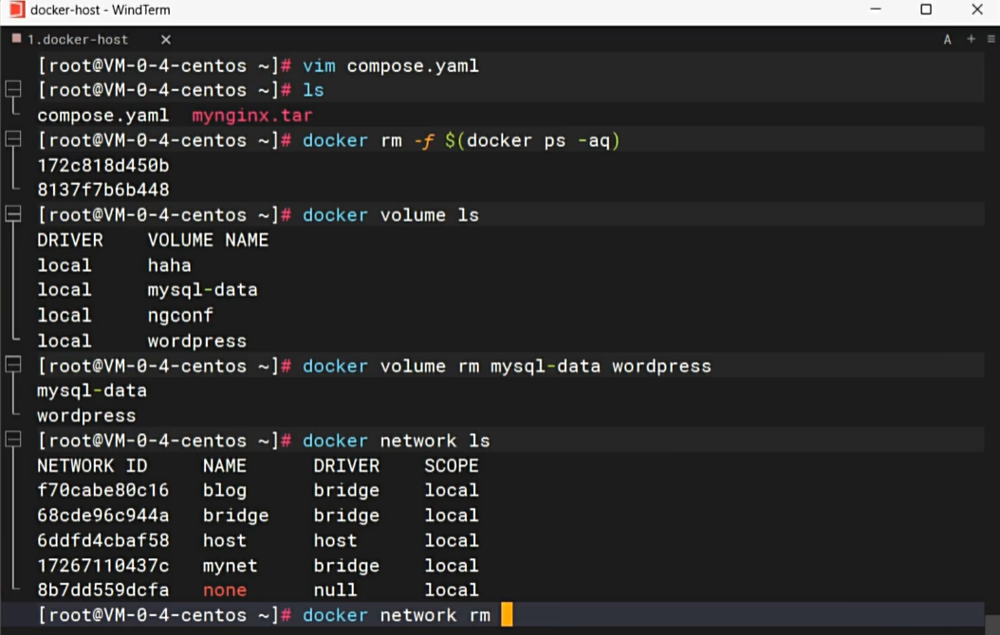 docker-host - WindTerm
1.docker-host
A
[root@VM-0-4-centos ~]# vim compose.yaml
[root@VM-0-4-centos ~]# ls
compose.yaml  mynginx.tar
[root@VM-0-4-centos ~]# docker rm -f $(docker ps -aq)
172c818d450b
8137f7b6b448
[root@VM-0-4-centos ~]# docker volume ls
DRIVER    VOLUME NAME
local     haha
local     mysql-data
local     ngconf
local     wordpress
[root@VM-0-4-centos ~]# docker volume rm mysql-data wordpress
mysql-data
wordpress
[root@VM-0-4-centos ~]# docker network ls
NETWORK ID     NAME      DRIVER    SCOPE
f70cabe80c16   blog      bridge    local
68cde96c944a   bridge    bridge    local
6ddfd4cbaf58   host      host      local
17267110437c   mynet     bridge    local
8b7dd559dcfa   none      null      local
[root@VM-0-4-centos ~]# docker network rm